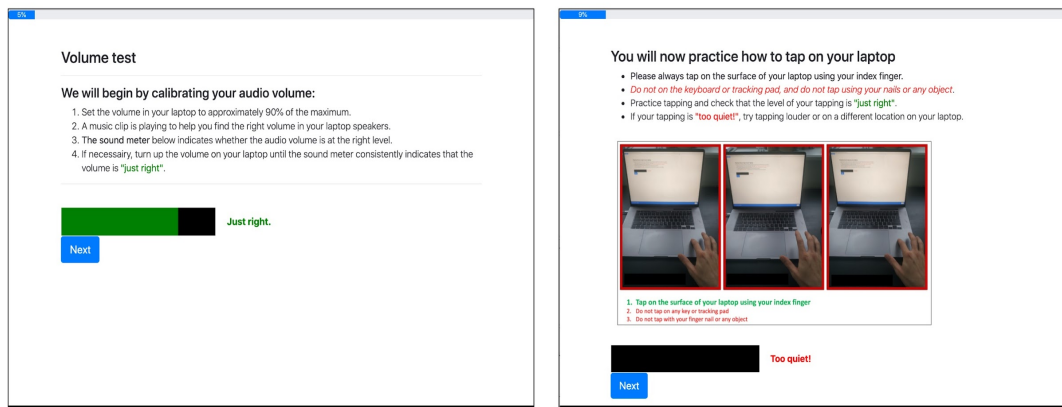 5%
Volume test
We will begin by calibrating your audio volume:
1. Set the volume in your laptop to approximately 90% of the maximum.
2. A music clip is playing to help you find the right volume in your laptop speakers.
3. The sound meter below indicates whether the audio volume is at the right level.
4. If necessairy, turn up the volume on your laptop until the sound meter consistently indicates that the
volume is "just right".
Just right.
Next
9%
You will now practice how to tap on your laptop
• Please always tap on the surface of your laptop using your index finger.
• Do not on the keyboard or tracking pad, and do not tap using your nails or any object.
• Practice tapping and check that the level of your tapping is "just right".
• If your tapping is "too quiet!", try tapping louder or on a different location on your laptop.
1. Tap on the surface of your laptop using your index finger
2. Do not tap on any key or tracking pad
3. Do not tap with your finger nail or any object
Too quiet!
Next